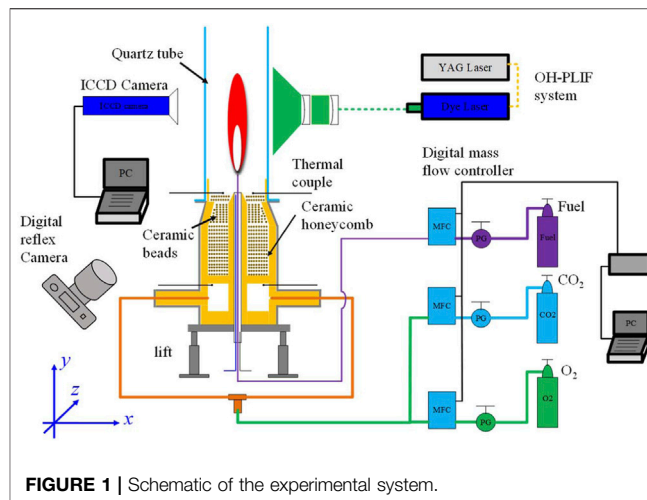 Quartz tube
ICCD Camera
ICCD camera
YAG Laser
OH-PLIF
system
Dye Laser
PC
Thermal
couple
Digital mass
flow controller
Ceramic
honeycomb
Ceramic
beads
Digital
reflex
Camera
MFC
PG
Fuel
Fuel
MFC
PG
CO₂
CO2
PC
lift
MFC
PG
O₂
O2
y
z
x
FIGURE 1 | Schematic of the experimental system.